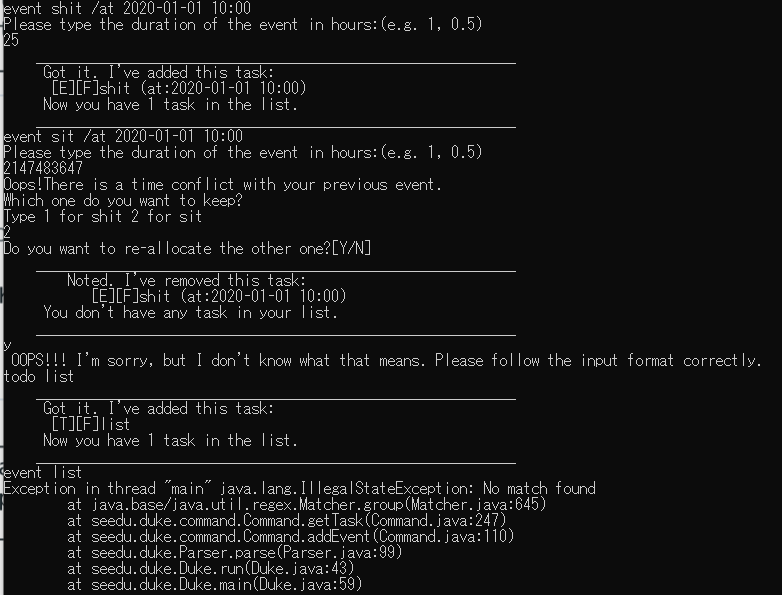 event shit /at 2020-01-01 10:00
Please type the duration of the event in hours:(e.g. 1, 0.5)
25
____________________________________________________________
Got it. I've added this task:
[E][F]shit (at:2020-01-01 10:00)
Now you have 1 task in the list.
____________________________________________________________
event sit /at 2020-01-01 10:00
Please type the duration of the event in hours:(e.g. 1, 0.5)
2147483647
Oops!There is a time conflict with your previous event.
Which one do you want to keep?
Type 1 for shit 2 for sit
2
Do you want to re-allocate the other one?[Y/N]
____________________________________________________________
Noted. I've removed this task:
[E][F]shit (at:2020-01-01 10:00)
You don't have any task in your list.
____________________________________________________________
y
OOPS!!! I'm sorry, but I don't know what that means. Please follow the input format correctly.
todo list
____________________________________________________________
Got it. I've added this task:
[T][F]list
Now you have 1 task in the list.
____________________________________________________________
event list
Exception in thread "main" java.lang.IllegalStateException: No match found
at java.base/java.util.regex.Matcher.group(Matcher.java:645)
at seedu.duke.command.Command.getTask(Command.java:247)
at seedu.duke.command.Command.addEvent(Command.java:110)
at seedu.duke.Parser.parse(Parser.java:99)
at seedu.duke.Duke.run(Duke.java:43)
at seedu.duke.Duke.main(Duke.java:59)